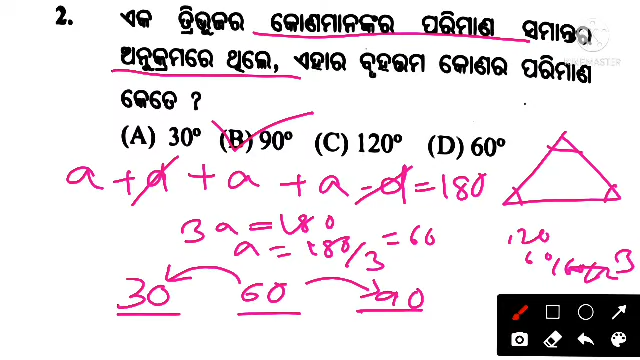 2. ଏକ ତ୍ରିଭୁଜର କୋଣମାନଙ୍କର ପରିମାଣ ସମାନ୍ତର
ଅନୁକ୍ରମରେ ଥିଲେ, ଏହାର ବୃହତ୍ତମ କୋଣର ପରିମାଣ
କେତେ ?
(A) 30° (B) 90° (C) 120° (D) 60°
a + d + a + a - d = 180
3a = 180
a = 180/3 = 60
30 60 90
120